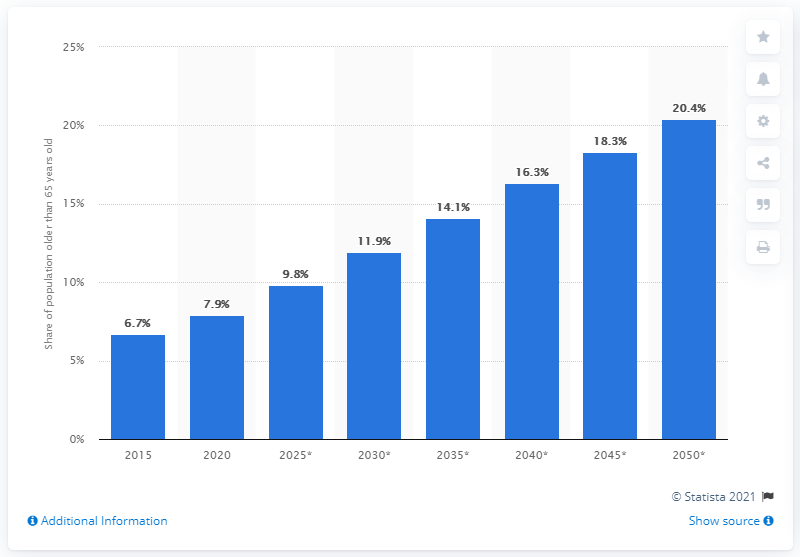 Share of population older than 65 years old
25%
20%
15%
10%
5%
0%
6.7%
7.9%
9.8%
11.9%
14.1%
16.3%
18.3%
20.4%
2015 2020 2025* 2030* 2035* 2040* 2045* 2050*
© Statista 2021
Additional Information
Show source